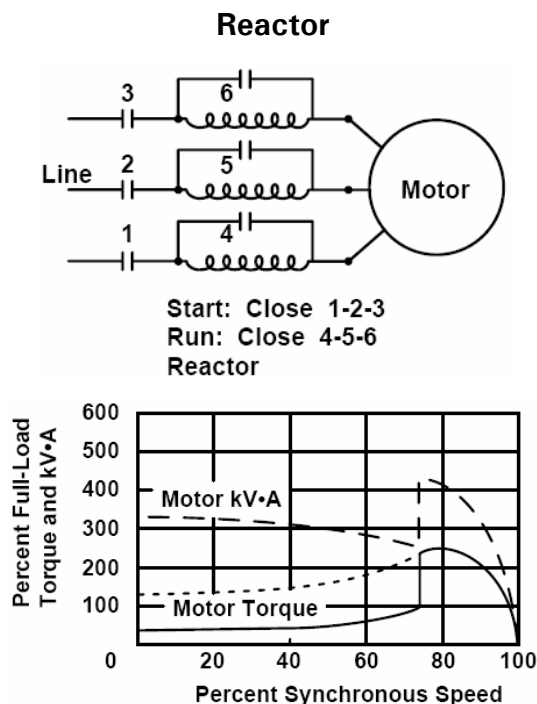 Reactor
3
6
Line
2
5
Motor
1
4
Start: Close 1-2-3
Run: Close 4-5-6
Reactor
Percent Full-Load
Torque and kV•A
600
500
400
300
200
100
0
Motor kV•A
Motor Torque
20
40
60
80
100
Percent Synchronous Speed